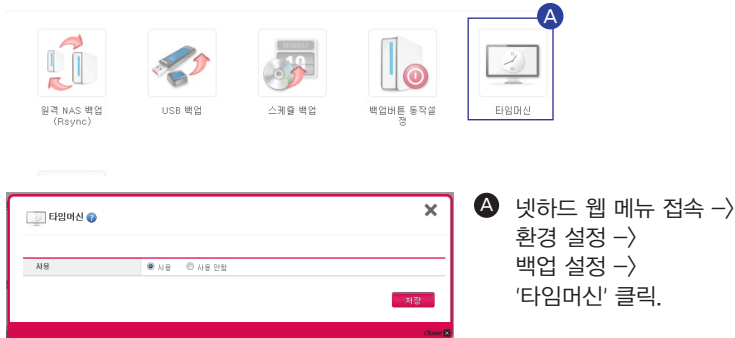 A
원격 NAS 백업
(Rsync)
USB 백업
스케쥴 백업
백업버튼 동작설
정
타임머신
MONDAY
19
타임머신 ?
X
사용
사용
사용 안함
저장
close X
A 넷하드 웹 메뉴 접속 –>
환경 설정 –>
백업 설정 –>
'타임머신' 클릭.